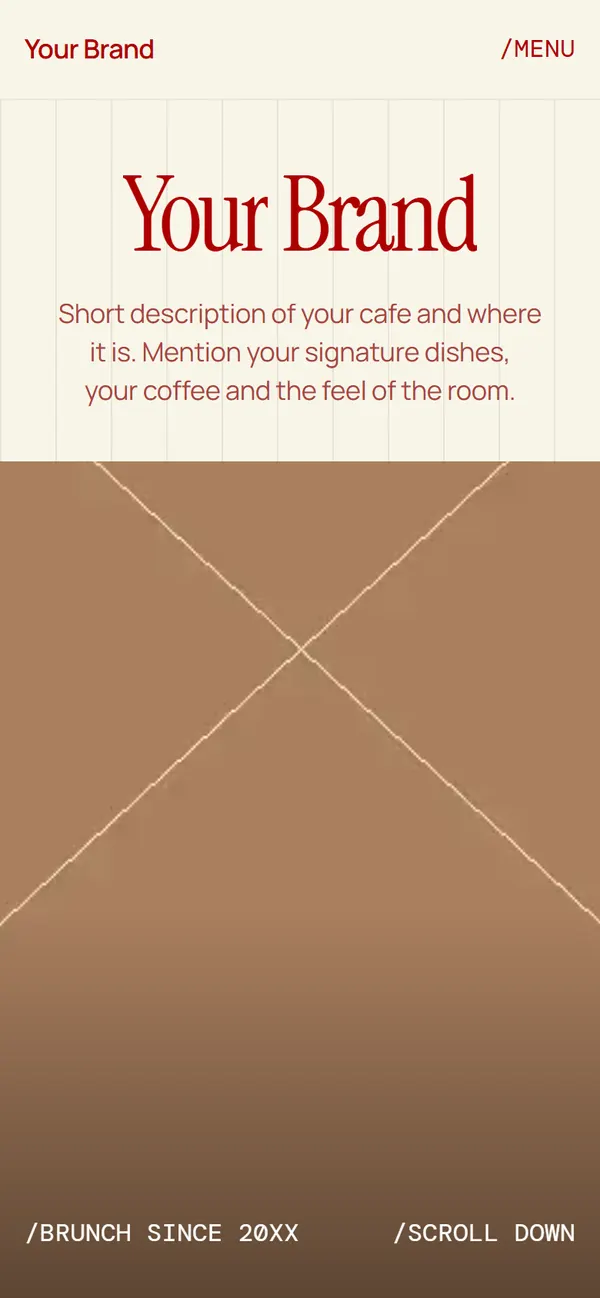 Your Brand
/MENU
Your Brand
Short description of your cafe and where
it is. Mention your signature dishes,
your coffee and the feel of the room.
/BRUNCH SINCE 20XX
/SCROLL DOWN